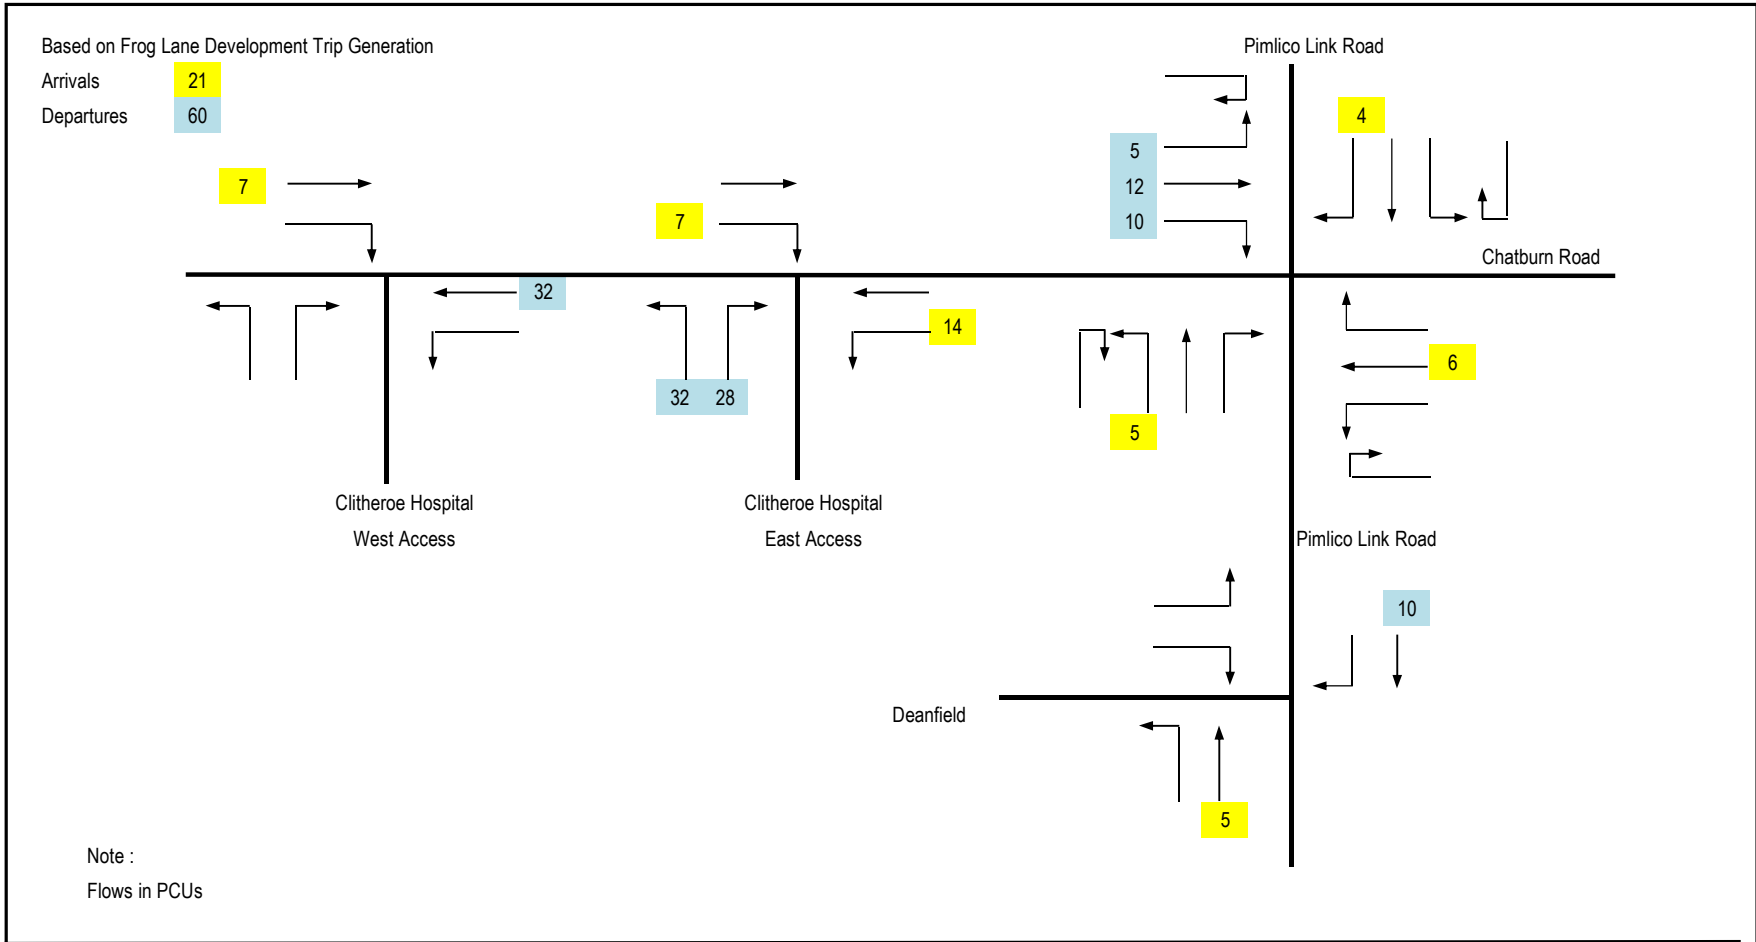 Based on Frog Lane Development Trip Generation
Arrivals 21
Departures 60
Pimlico Link Road
4
5
12
10
7
7
Chatburn Road
32
14
6
32 28
5
Clitheroe Hospital
West Access
Clitheroe Hospital
East Access
Pimlico Link Road
10
Deanfield
5
Note :
Flows in PCUs